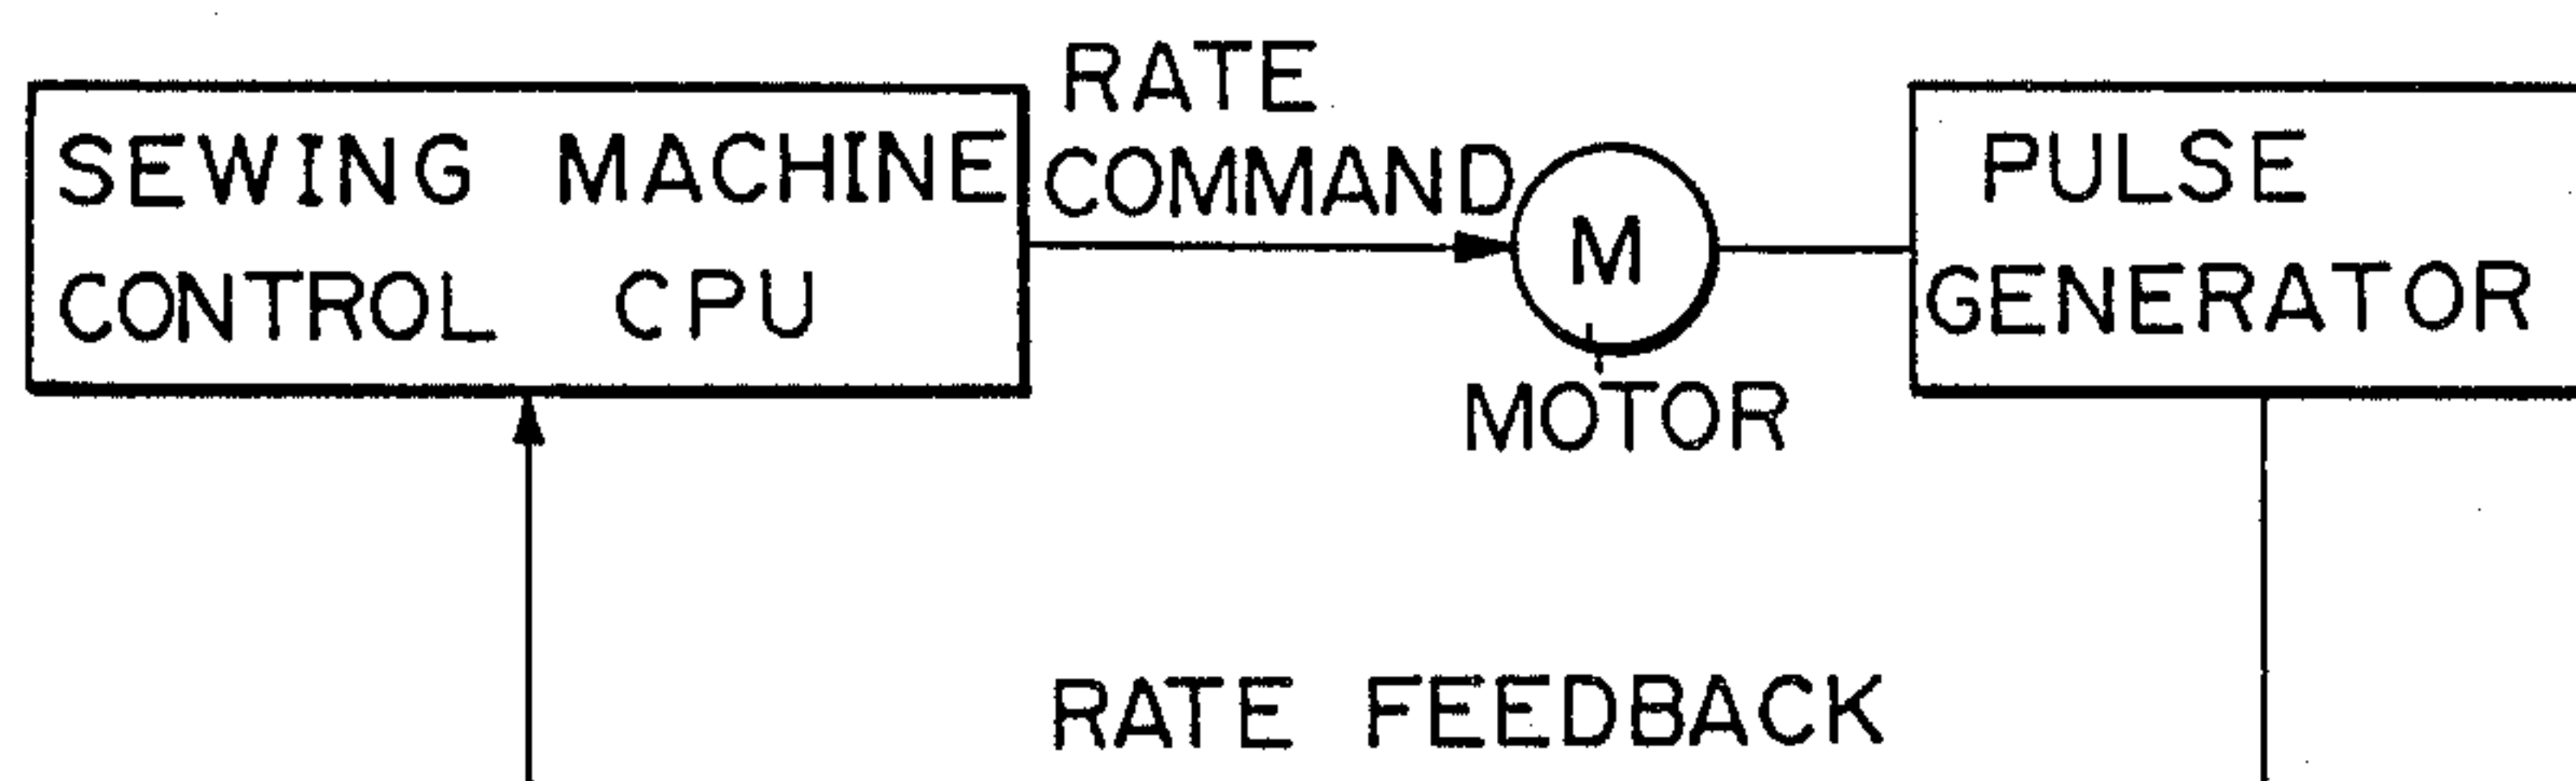 SEWING MACHINE
CONTROL CPU
RATE
COMMAND
M
MOTOR
PULSE
GENERATOR
RATE FEEDBACK